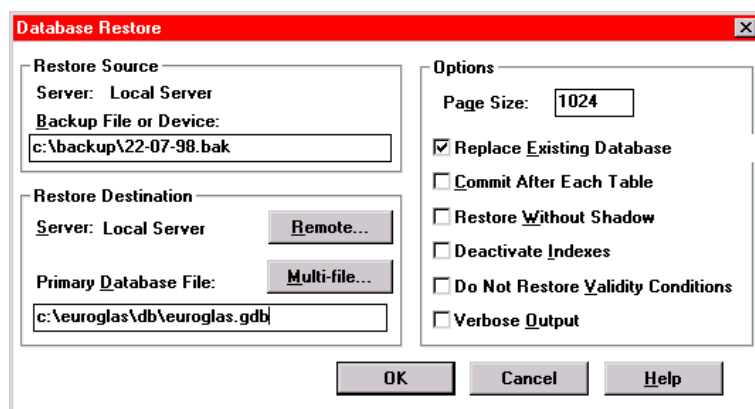 Database Restore
Restore Source
Server: Local Server
Backup File or Device:
c:\backup\22-07-98.bak
Restore Destination
Server: Local Server
Remote...
Primary Database File:
Multi-file...
c:\euroglas\db\euroglas.gdb
Options
Page Size: 1024
Replace Existing Database
Commit After Each Table
Restore Without Shadow
Deactivate Indexes
Do Not Restore Validity Conditions
Verbose Output
OK
Cancel
Help